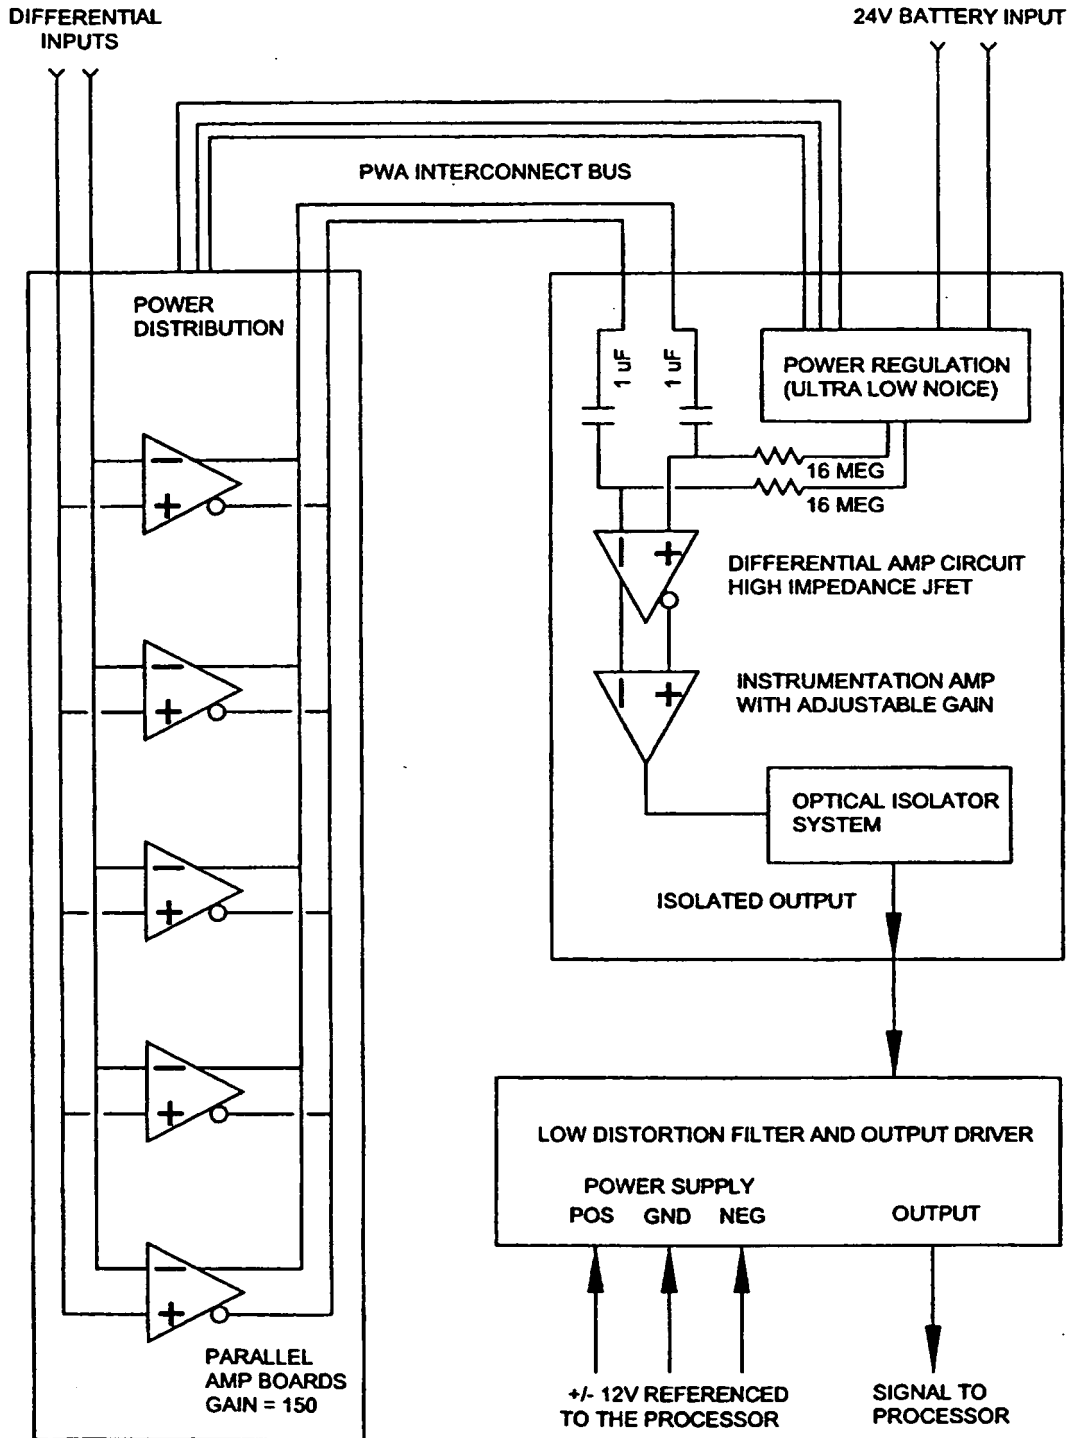 DIFFERENTIAL
INPUTS
24V BATTERY INPUT
PWA INTERCONNECT BUS
POWER
DISTRIBUTION
1 uF
1 uF
POWER REGULATION
(ULTRA LOW NOICE)
16 MEG
16 MEG
DIFFERENTIAL AMP CIRCUIT
HIGH IMPEDANCE JFET
INSTRUMENTATION AMP
WITH ADJUSTABLE GAIN
OPTICAL ISOLATOR
SYSTEM
ISOLATED OUTPUT
LOW DISTORTION FILTER AND OUTPUT DRIVER
POWER SUPPLY
POS GND NEG
OUTPUT
PARALLEL
AMP BOARDS
GAIN = 150
+/- 12V REFERENCED
TO THE PROCESSOR
SIGNAL TO
PROCESSOR